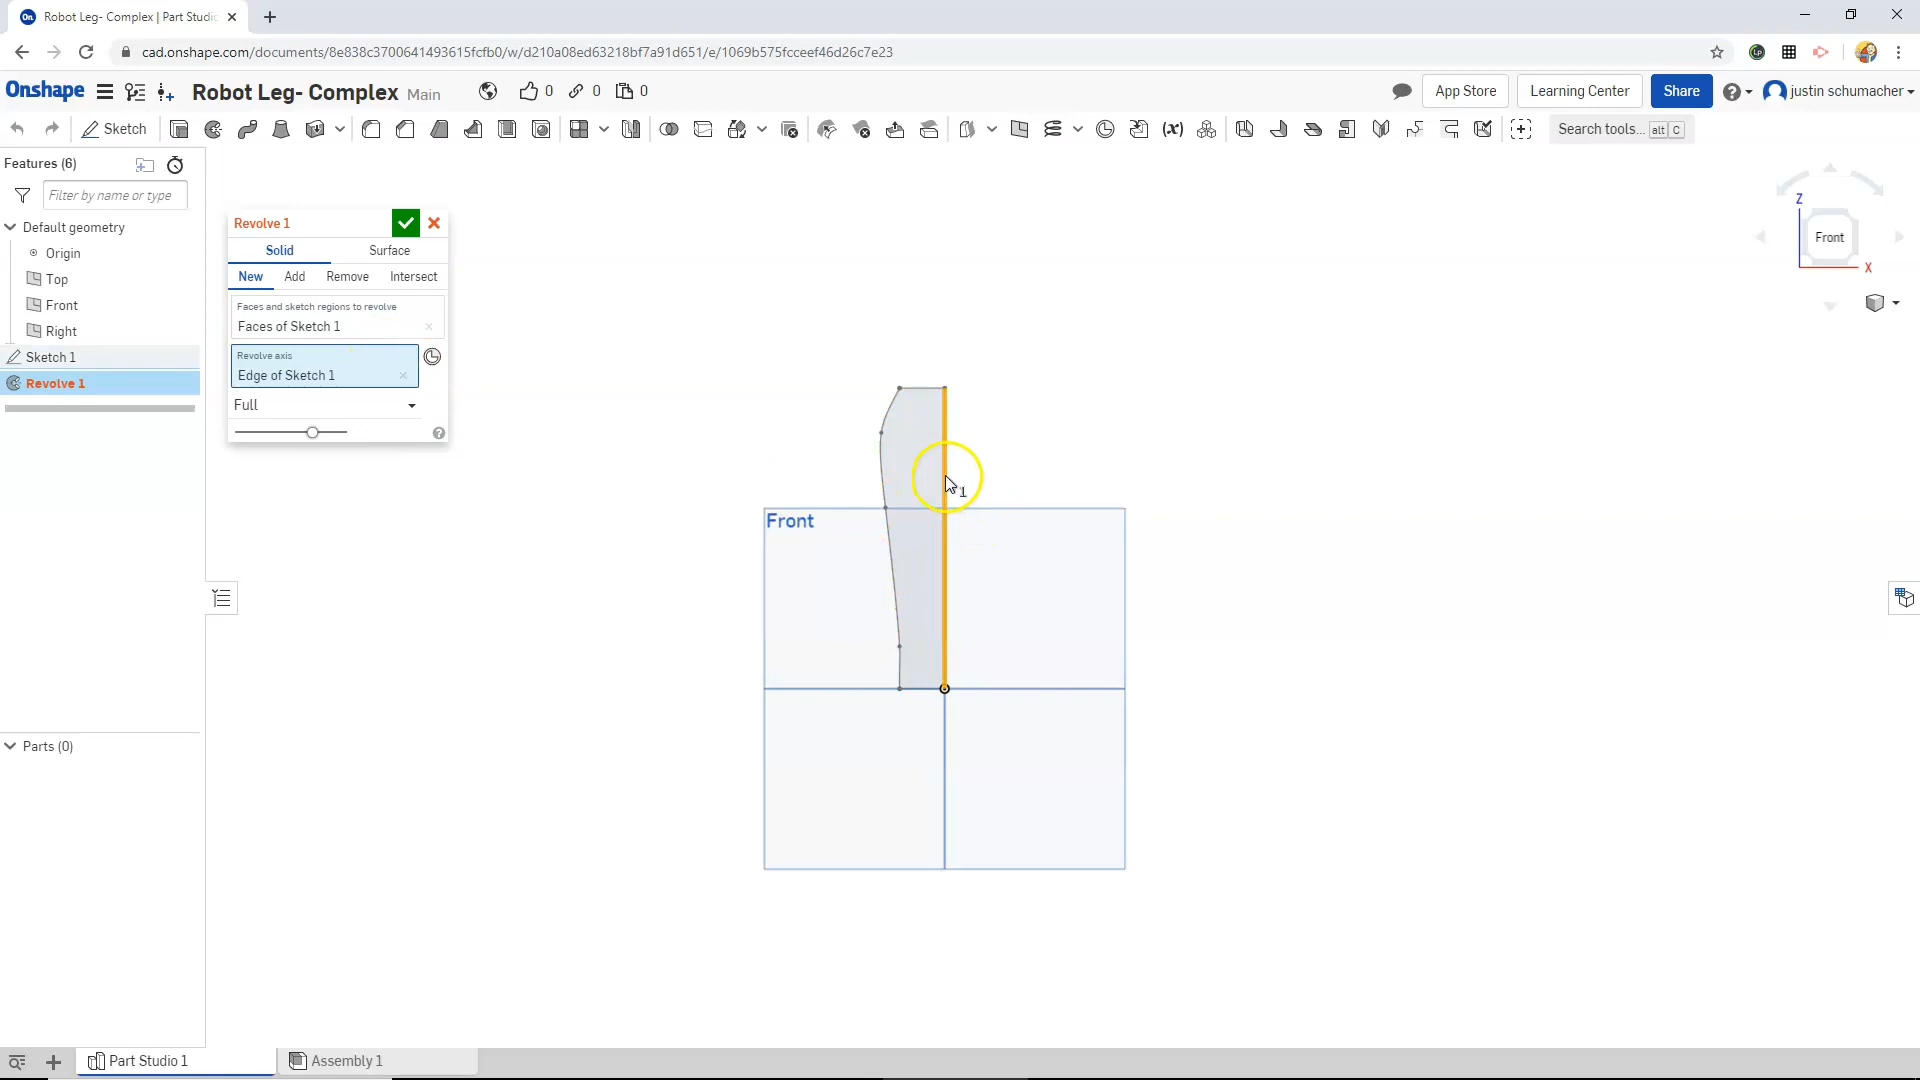 Robot Leg- Complex | Part Studio
cad.onshape.com/documents/8e838c3700641493615fcfb0/w/d210a08ed63218bf7a91d651/e/1069b575fcceef46d26c7e23
Onshape
Robot Leg- Complex Main
0 0 0
App Store
Learning Center
Share
justin schumacher
Sketch
(x)
Search tools... alt C
Features (6)
Filter by name or type
Default geometry
Origin
Top
Front
Right
Sketch 1
Revolve 1
Parts (0)
Revolve 1
Solid Surface
New Add Remove Intersect
Faces and sketch regions to revolve
Faces of Sketch 1
Revolve axis
Edge of Sketch 1
Full
Front
1
Z
Front
X
Part Studio 1
Assembly 1